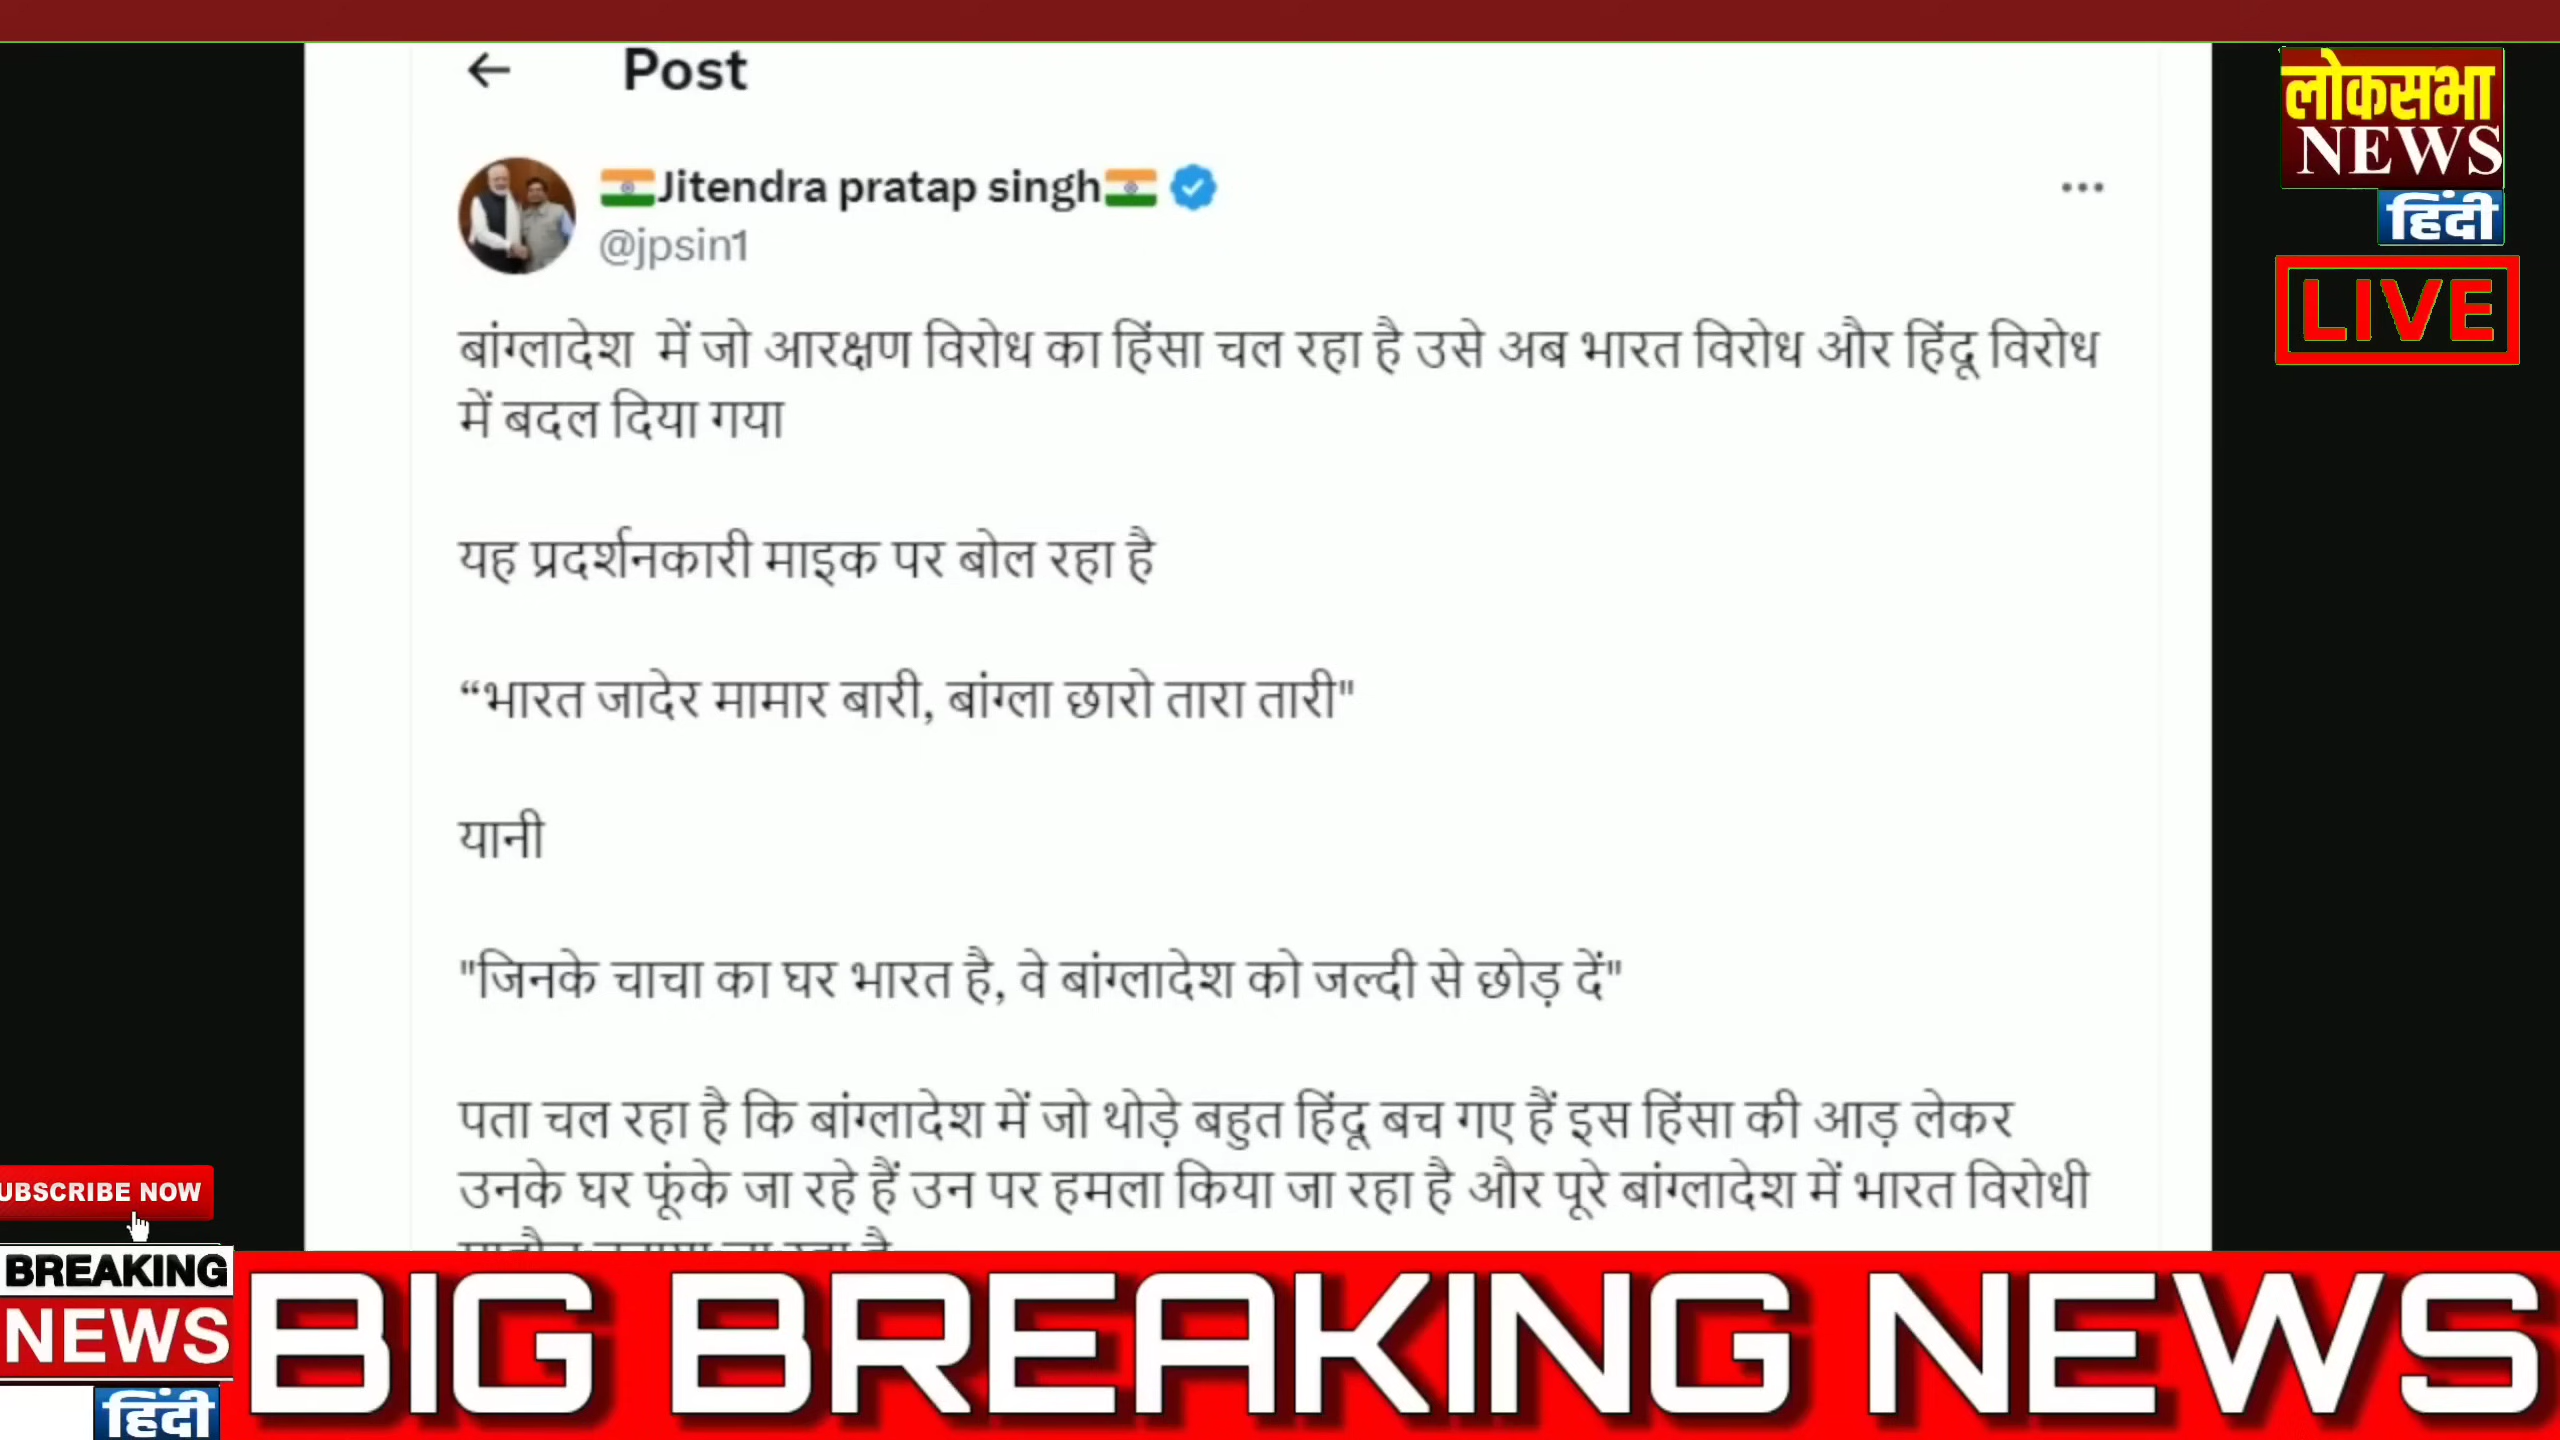 Post
लोकसभा
NEWS
हिंदी
LIVE
🇮🇳Jitendra pratap singh🇮🇳
@jpsin1
बांग्लादेश में जो आरक्षण विरोध का हिंसा चल रहा है उसे अब भारत विरोध और हिंदू विरोध
में बदल दिया गया
यह प्रदर्शनकारी माइक पर बोल रहा है
“भारत जादेर मामार बारी, बांग्ला छारो तारा तारी"
यानी
"जिनके चाचा का घर भारत है, वे बांग्लादेश को जल्दी से छोड़ दें"
पता चल रहा है कि बांग्लादेश में जो थोड़े बहुत हिंदू बच गए हैं इस हिंसा की आड़ लेकर
उनके घर फूंके जा रहे हैं उन पर हमला किया जा रहा है और पूरे बांग्लादेश में भारत विरोधी
UBSCRIBE NOW
BREAKING
NEWS
हिंदी
BIG BREAKING NEWS